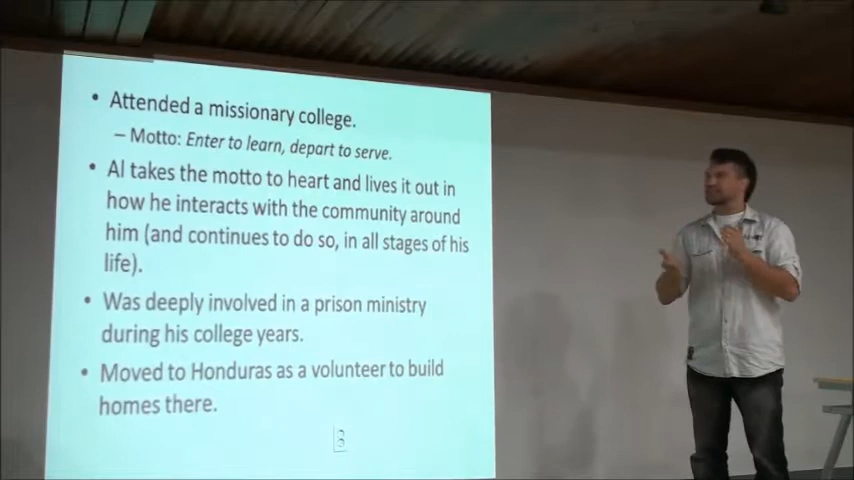 • Attended a missionary college.
– Motto: Enter to learn, depart to serve.
• Al takes the motto to heart and lives it out in
how he interacts with the community around
him (and continues to do so, in all stages of his
life).
• Was deeply involved in a prison ministry
during his college years.
• Moved to Honduras as a volunteer to build
homes there.